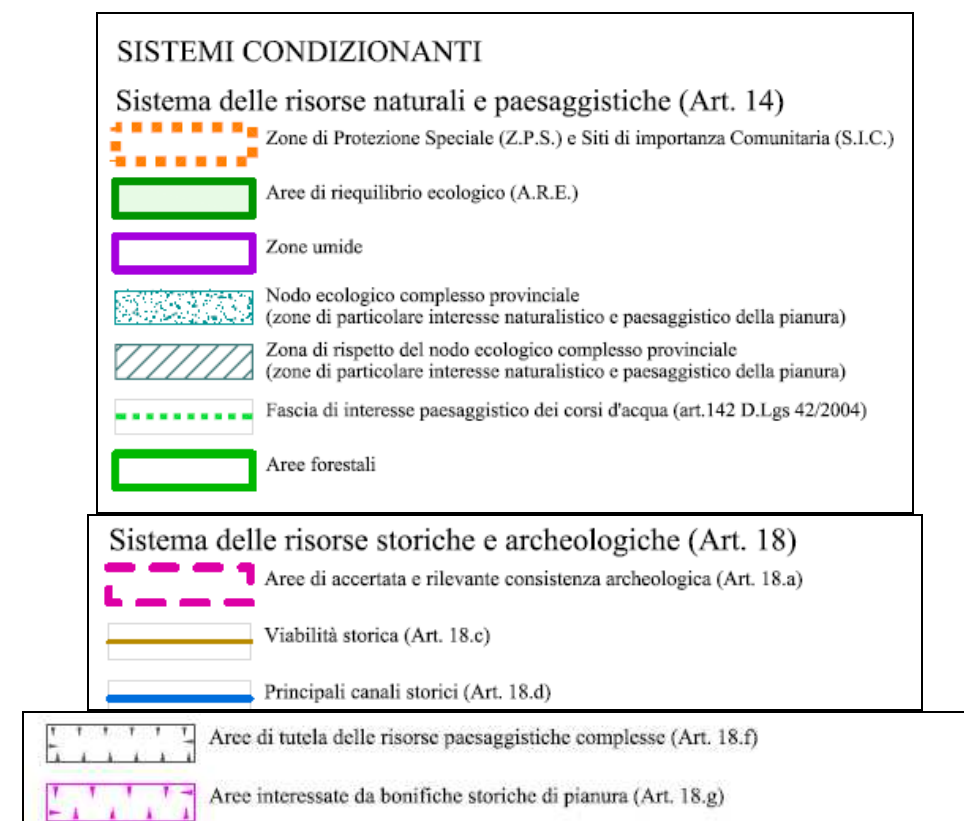 SISTEMI CONDIZIONANTI
Sistema delle risorse naturali e paesaggistiche (Art. 14)
Zone di Protezione Speciale (Z.P.S.) e Siti di importanza Comunitaria (S.I.C.)
Aree di riequilibrio ecologico (A.R.E.)
Zone umide
Nodo ecologico complesso provinciale
(zone di particolare interesse naturalistico e paesaggistico della pianura)
Zona di rispetto del nodo ecologico complesso provinciale
(zone di particolare interesse naturalistico e paesaggistico della pianura)
Fascia di interesse paesaggistico dei corsi d'acqua (art.142 D.Lgs 42/2004)
Aree forestali
Sistema delle risorse storiche e archeologiche (Art. 18)
Aree di accertata e rilevante consistenza archeologica (Art. 18.a)
Viabilità storica (Art. 18.c)
Principali canali storici (Art. 18.d)
Aree di tutela delle risorse paesaggistiche complesse (Art. 18.f)
Aree interessate da bonifiche storiche di pianura (Art. 18.g)